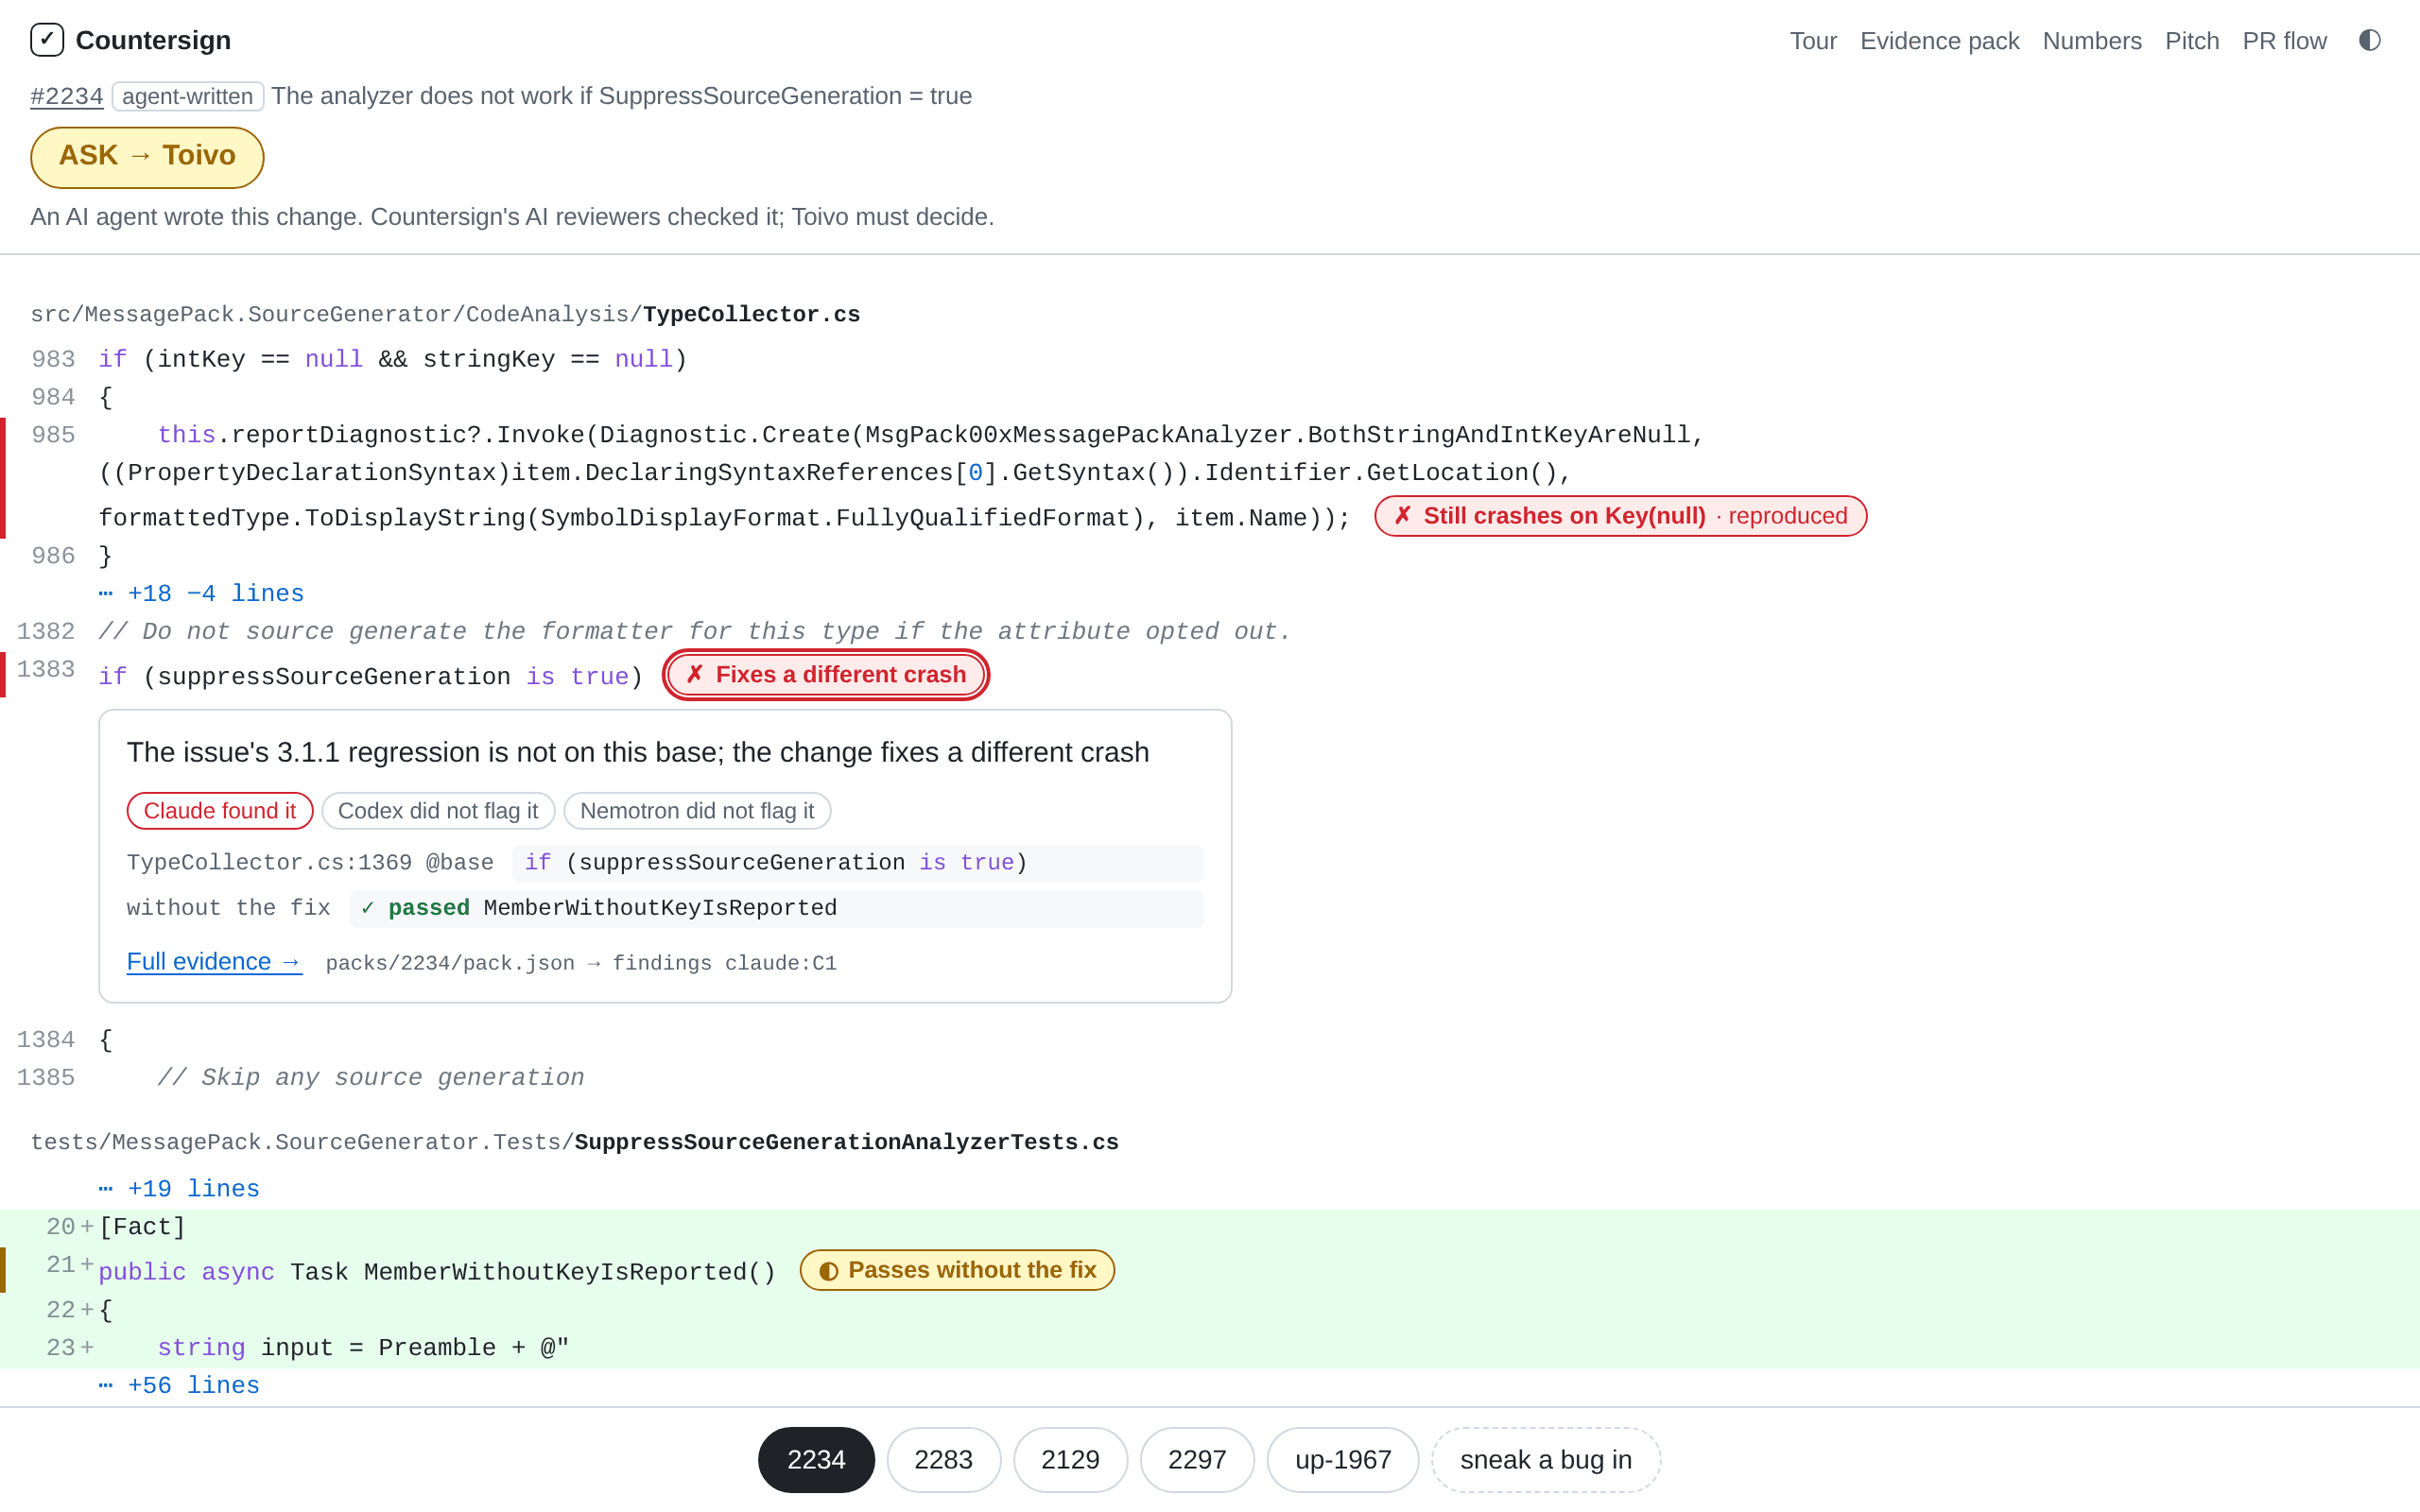 ✓ Countersign
Tour Evidence pack Numbers Pitch PR flow
#2234 agent-written The analyzer does not work if SuppressSourceGeneration = true
ASK → Toivo
An AI agent wrote this change. Countersign's AI reviewers checked it; Toivo must decide.
src/MessagePack.SourceGenerator/CodeAnalysis/TypeCollector.cs
983 if (intKey == null && stringKey == null)
984 {
985     this.reportDiagnostic?.Invoke(Diagnostic.Create(MsgPack00xMessagePackAnalyzer.BothStringAndIntKeyAreNull,
((PropertyDeclarationSyntax)item.DeclaringSyntaxReferences[0].GetSyntax()).Identifier.GetLocation(),
formattedType.ToDisplayString(SymbolDisplayFormat.FullyQualifiedFormat), item.Name)); ✗ Still crashes on Key(null) · reproduced
986 }
⋯ +18 −4 lines
1382 // Do not source generate the formatter for this type if the attribute opted out.
1383 if (suppressSourceGeneration is true) ✗ Fixes a different crash
The issue's 3.1.1 regression is not on this base; the change fixes a different crash
Claude found it Codex did not flag it Nemotron did not flag it
TypeCollector.cs:1369 @base if (suppressSourceGeneration is true)
without the fix ✓ passed MemberWithoutKeyIsReported
Full evidence → packs/2234/pack.json → findings claude:C1
1384 {
1385     // Skip any source generation
tests/MessagePack.SourceGenerator.Tests/SuppressSourceGenerationAnalyzerTests.cs
⋯ +19 lines
20 + [Fact]
21 + public async Task MemberWithoutKeyIsReported() ◐ Passes without the fix
22 + {
23 +     string input = Preamble + @"
⋯ +56 lines
2234 2283 2129 2297 up-1967 sneak a bug in